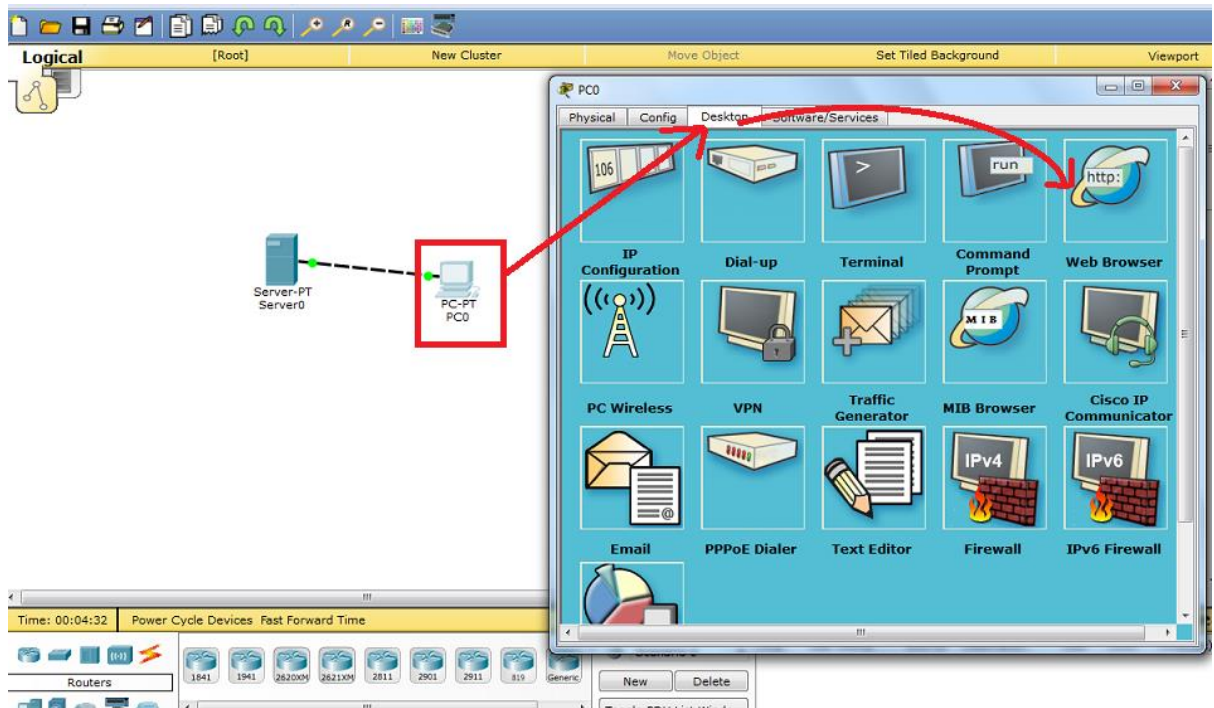 Logical
[Root]
New Cluster
Move Object
Set Tiled Background
Viewport
PC0
Physical
Config
Desktop
Software/Services
106
>
run
http:
IP
Configuration
Dial-up
Terminal
Command
Prompt
Web Browser
MIB
PC Wireless
VPN
Traffic
Generator
MIB Browser
Cisco IP
Communicator
@
IPv4
IPv6
Email
PPPoE Dialer
Text Editor
Firewall
IPv6 Firewall
Server-PT
Server0
PC-PT
PC0
Time: 00:04:32
Power Cycle Devices Fast Forward Time
Routers
1841
1941
2620XM
2621XM
2811
2901
2911
819
Generic
New
Delete